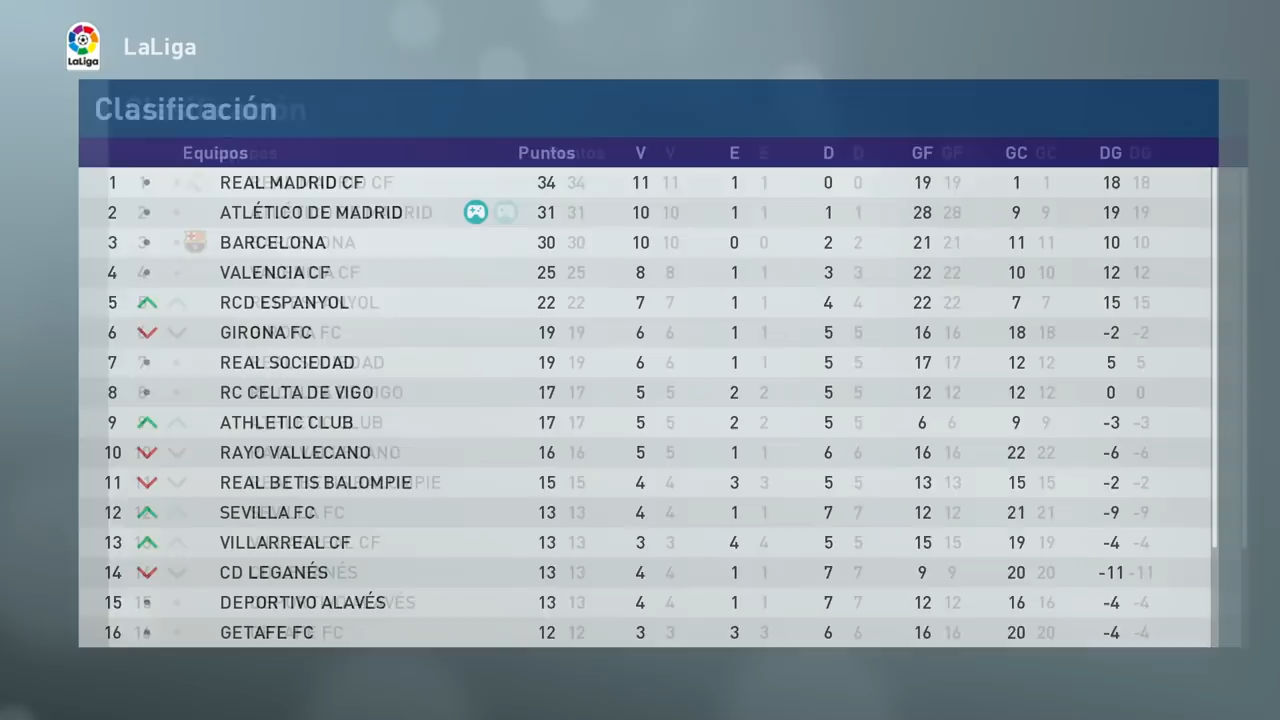 LaLiga
LaLiga
Clasificación
Equipos Puntos V E D GF GC DG
1 REAL MADRID CF 34 11 1 0 19 1 18
2 ATLÉTICO DE MADRID 31 10 1 1 28 9 19
3 BARCELONA 30 10 0 2 21 11 10
4 VALENCIA CF 25 8 1 3 22 10 12
5 RCD ESPANYOL 22 7 1 4 22 7 15
6 GIRONA FC 19 6 1 5 16 18 -2
7 REAL SOCIEDAD 19 6 1 5 17 12 5
8 RC CELTA DE VIGO 17 5 2 5 12 12 0
9 ATHLETIC CLUB 17 5 2 5 6 9 -3
10 RAYO VALLECANO 16 5 1 6 16 22 -6
11 REAL BETIS BALOMPIE 15 4 3 5 13 15 -2
12 SEVILLA FC 13 4 1 7 12 21 -9
13 VILLARREAL CF 13 3 4 5 15 19 -4
14 CD LEGANÉS 13 4 1 7 9 20 -11
15 DEPORTIVO ALAVÉS 13 4 1 7 12 16 -4
16 GETAFE FC 12 3 3 6 16 20 -4